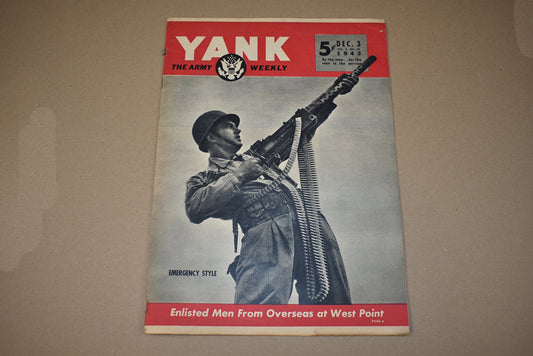 YANK
THE ARMY WEEKLY
5¢ DEC. 3
1943
By the men . . for the
men in the service
EMERGENCY STYLE
Enlisted Men From Overseas at West Point